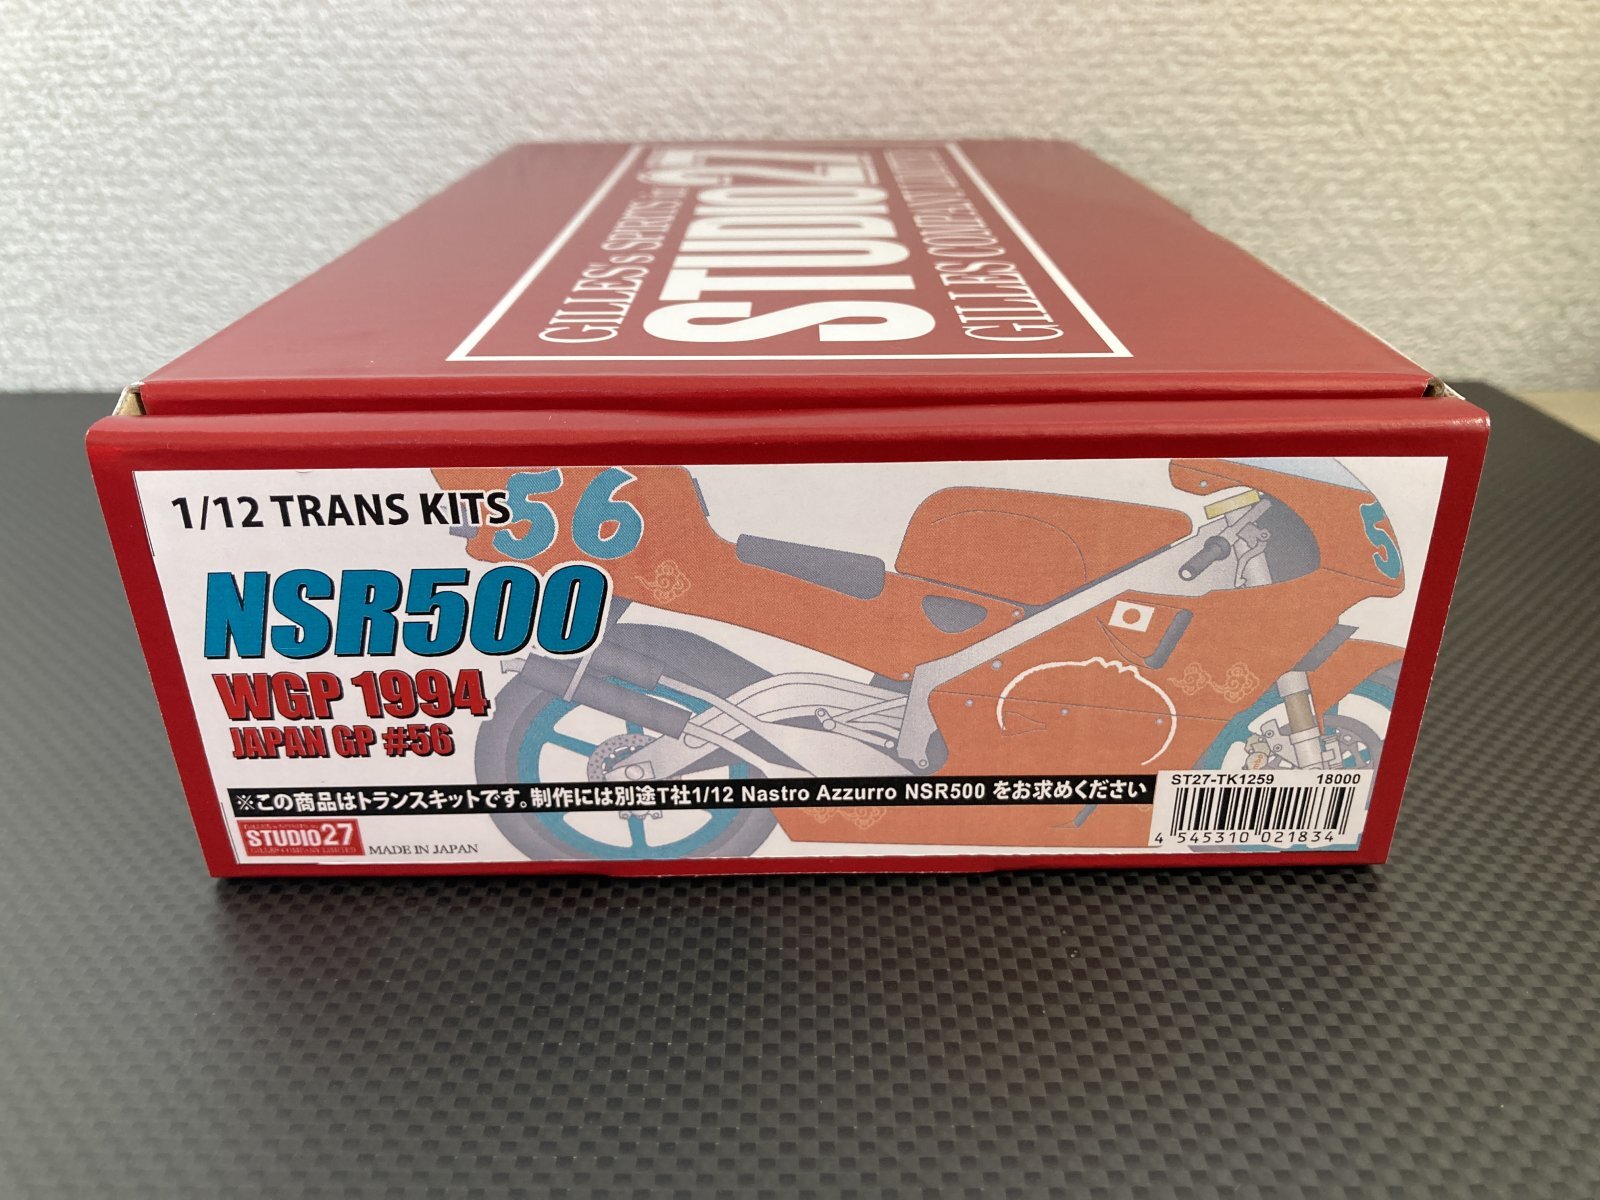 GILLES's SPIRITS
STUDIO27
GILLES COMPANY LIMITED
1/12 TRANS KITS
56
NSR500
WGP 1994
JAPAN GP #56
5
※この商品はトランスキットです。制作には別途T社1/12 Nastro Azzurro NSR500 をお求めください
ST27-TK1259 18000
4 545310 021834
STUDIO27
GILLES COMPANY LIMITED
MADE IN JAPAN